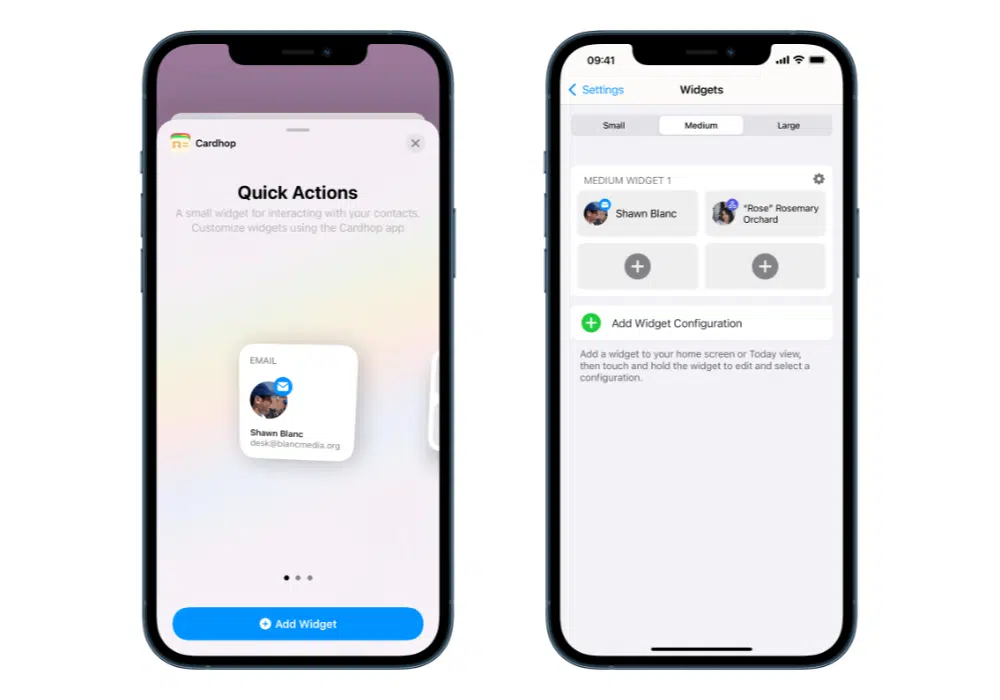 Cardhop
Quick Actions
A small widget for interacting with your contacts.
Customize widgets using the Cardhop app
EMAIL
Shawn Blanc
desk@blancmedia.org
Add Widget
09:41
Settings
Widgets
Small
Medium
Large
MEDIUM WIDGET 1
Shawn Blanc
"Rose" Rosemary
Orchard
Add Widget Configuration
Add a widget to your home screen or Today view,
then touch and hold the widget to edit and select a
configuration.